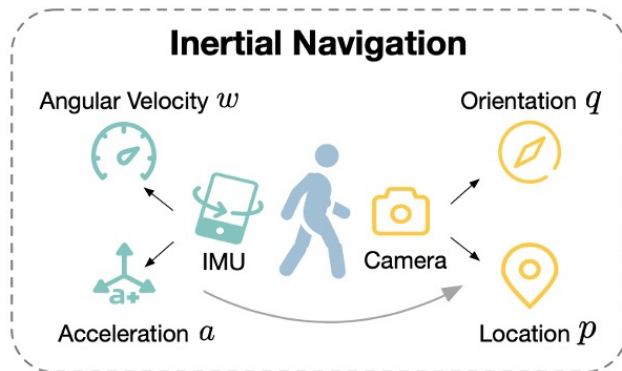 Inertial Navigation
Angular Velocity w
Orientation q
IMU
Camera
a+
Acceleration a
Location p